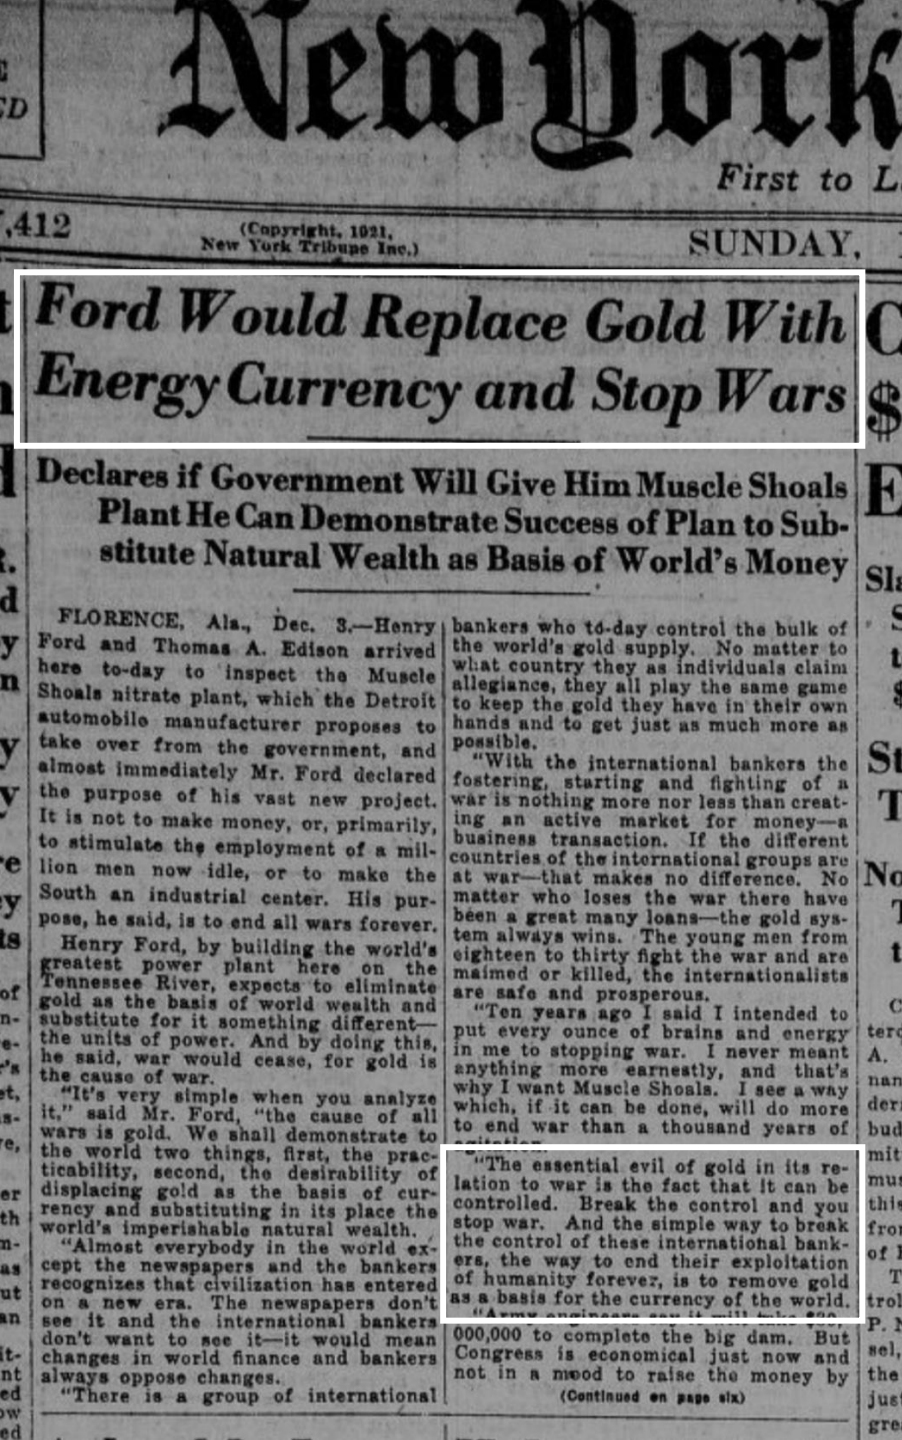 New York
First to L
,412
(Copyright, 1921,
New York Tribune Inc.)
SUNDAY,
Ford Would Replace Gold With
Energy Currency and Stop Wars
Declares if Government Will Give Him Muscle Shoals
Plant He Can Demonstrate Success of Plan to Sub-
stitute Natural Wealth as Basis of World's Money
FLORENCE, Ala., Dec. 3.—Henry
Ford and Thomas A. Edison arrived
here to-day to inspect the Muscle
Shoals nitrate plant, which the Detroit
automobile manufacturer proposes to
take over from the government, and
almost immediately Mr. Ford declared
the purpose of his vast new project.
It is not to make money, or, primarily,
to stimulate the employment of a mil-
lion men now idle, or to make the
South an industrial center. His pur-
pose, he said, is to end all wars forever.
Henry Ford, by building the world's
greatest power plant here on the
Tennessee River, expects to eliminate
gold as the basis of world wealth and
substitute for it something different—
the units of power. And by doing this,
he said, war would cease, for gold is
the cause of war.
"It's very simple when you analyze
it," said Mr. Ford, "the cause of all
wars is gold. We shall demonstrate to
the world two things, first, the prac-
ticability, second, the desirability of
displacing gold as the basis of cur-
rency and substituting in its place the
world's imperishable natural wealth.
"Almost everybody in the world ex-
cept the newspapers and the bankers
recognizes that civilization has entered
on a new era. The newspapers don't
see it and the international bankers
don't want to see it—it would mean
changes in world finance and bankers
always oppose changes.
"There is a group of international
bankers who to-day control the bulk of
the world's gold supply. No matter to
what country they as individuals claim
allegiance, they all play the same game
to keep the gold they have in their own
hands and to get just as much more as
possible.
"With the international bankers the
fostering, starting and fighting of a
war is nothing more nor less than creat-
ing an active market for money—a
business transaction. If the different
countries of the international groups are
at war—that makes no difference. No
matter who loses the war there have
been a great many loans—the gold sys-
tem always wins. The young men from
eighteen to thirty fight the war and are
maimed or killed, the internationalists
are safe and prosperous.
"Ten years ago I said I intended to
put every ounce of brains and energy
in me to stopping war. I never meant
anything more earnestly, and that's
why I want Muscle Shoals. I see a way
which, if it can be done, will do more
to end war than a thousand years of
agitation.
"The essential evil of gold in its re-
lation to war is the fact that it can be
controlled. Break the control and you
stop war. And the simple way to break
the control of these international bank-
ers, the way to end their exploitation
of humanity forever, is to remove gold
as a basis for the currency of the world.
"Army engineers say it will take
000,000 to complete the big dam. But
Congress is economical just now and
not in a mood to raise the money by
(Continued on page six)